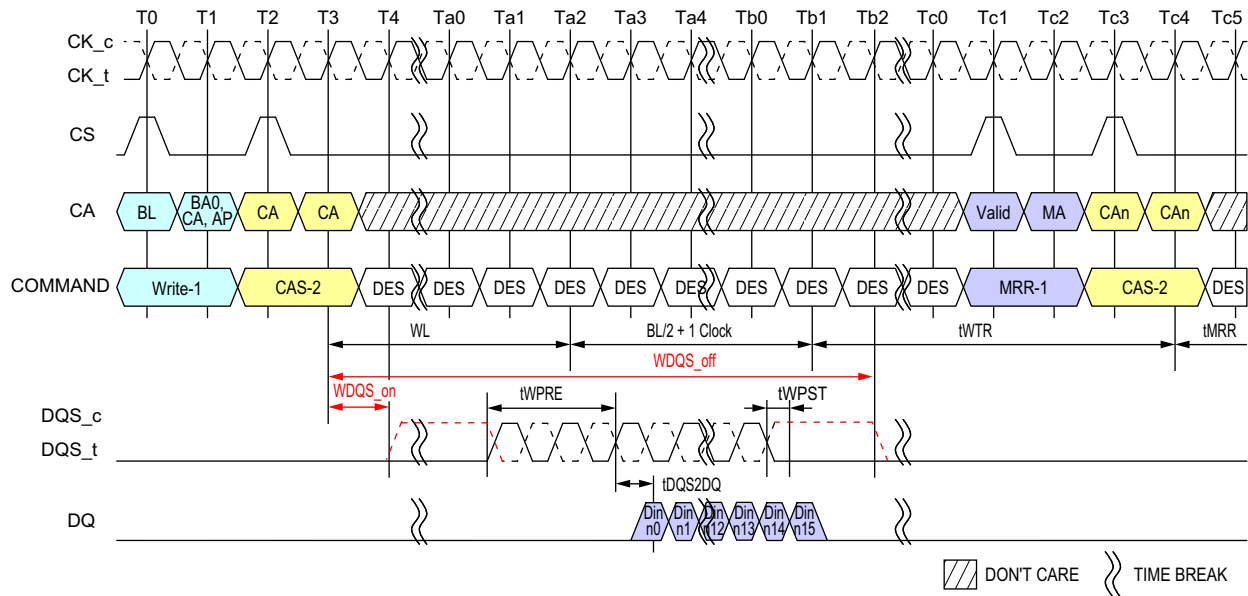 T0 T1 T2 T3 T4 Ta0 Ta1 Ta2 Ta3 Ta4 Tb0 Tb1 Tb2 Tc0 Tc1 Tc2 Tc3 Tc4 Tc5
CK_c
CK_t
CS
CA BL BA0, CA, AP CA CA Valid MA CAn CAn
COMMAND Write-1 CAS-2 DES DES DES DES DES DES DES DES DES DES MRR-1 CAS-2 DES
WL BL/2 + 1 Clock tWTR tMRR
WDQS_off
WDQS_on tWPRE tWPST
DQS_c
DQS_t
tDQS2DQ
DQ Din n0 Din n1 Din n12 Din n13 Din n14 Din n15
DON'T CARE TIME BREAK